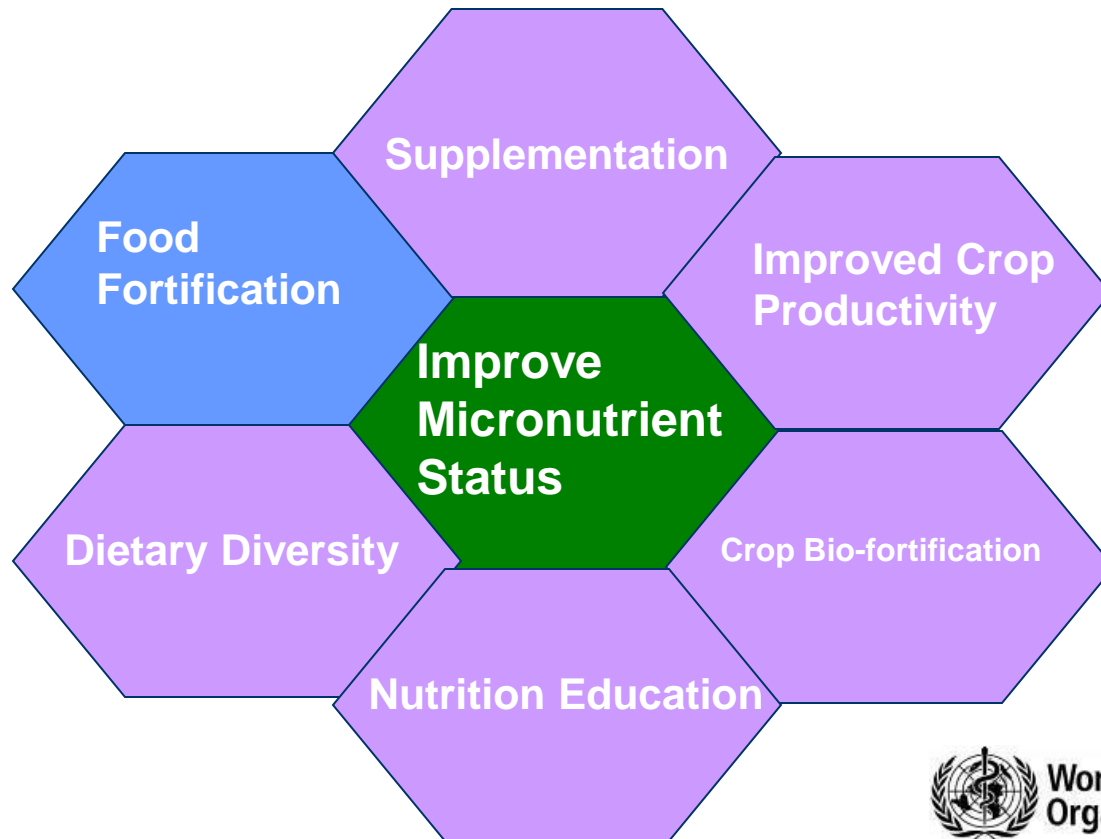 Supplementation
Food
Fortification
Improved Crop
Productivity
Improve
Micronutrient
Status
Dietary Diversity
Crop Bio-fortification
Nutrition Education